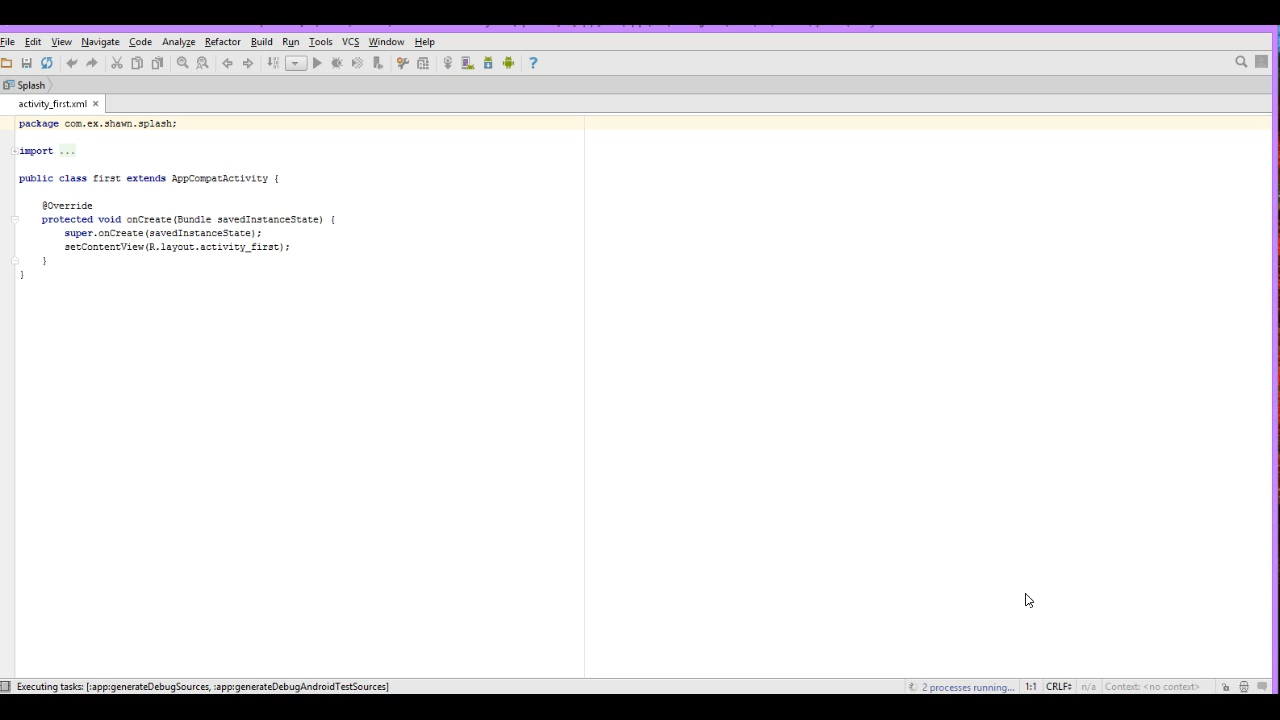 File Edit View Navigate Code Analyze Refactor Build Run Tools VCS Window Help
Splash
activity_first.xml
package com.ex.shawn.splash;
import ...
public class first extends AppCompatActivity {
@Override
protected void onCreate(Bundle savedInstanceState) {
super.onCreate(savedInstanceState);
setContentView(R.layout.activity_first);
}
}
Executing tasks: [:app:generateDebugSources, :app:generateDebugAndroidTestSources] 2 processes running... 1:1 CRLF n/a Context: <no context>